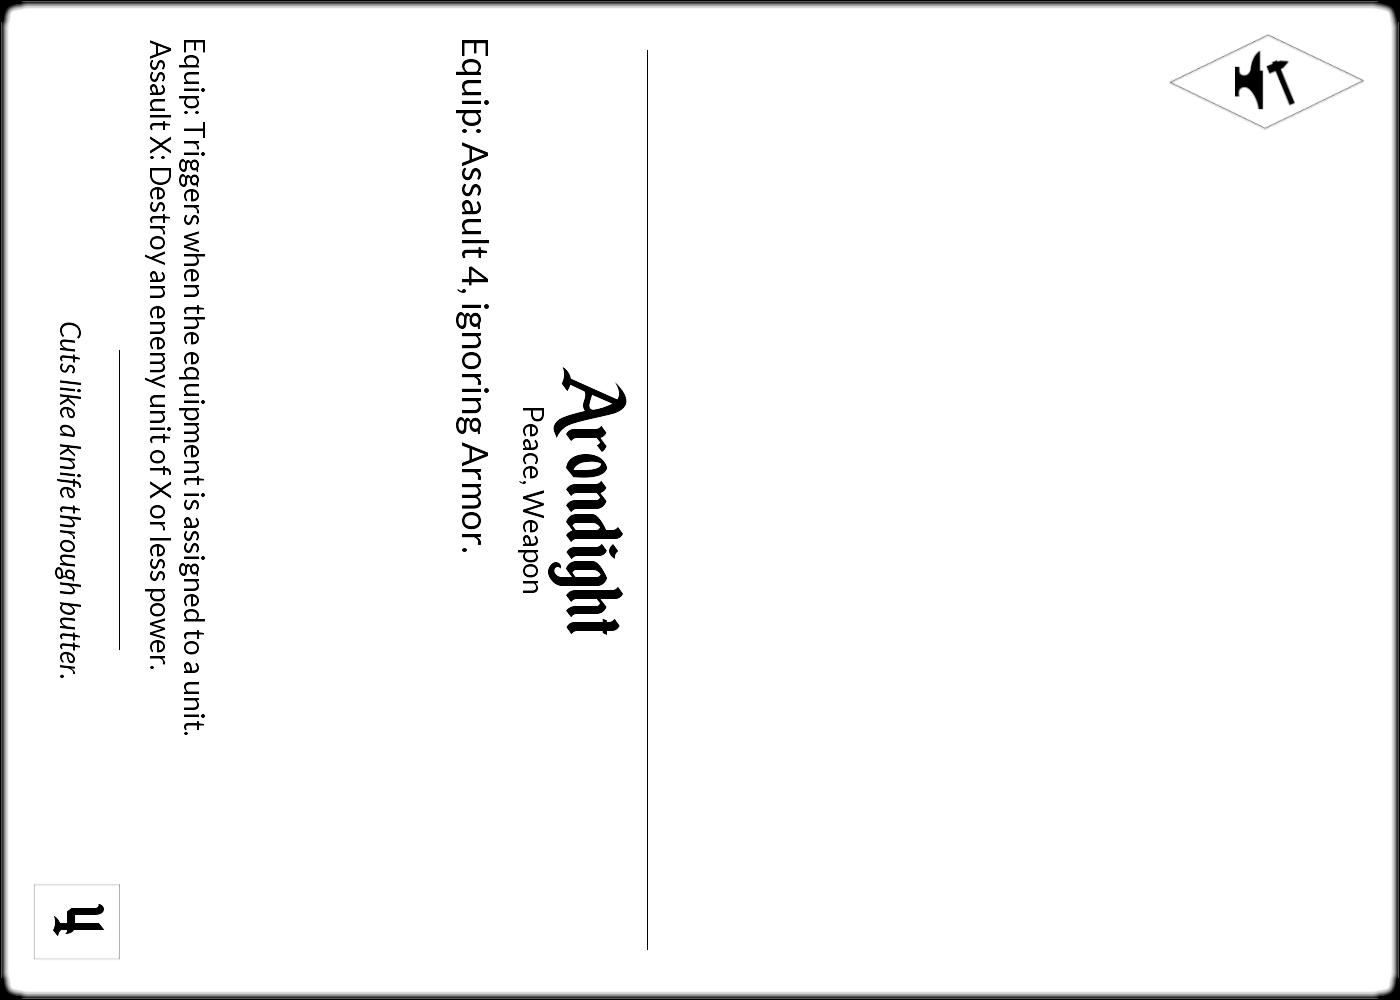 Arondight
Peace, Weapon
Equip: Assault 4, ignoring Armor.
Equip: Triggers when the equipment is assigned to a unit.
Assault X: Destroy an enemy unit of X or less power.
Cuts like a knife through butter.
4